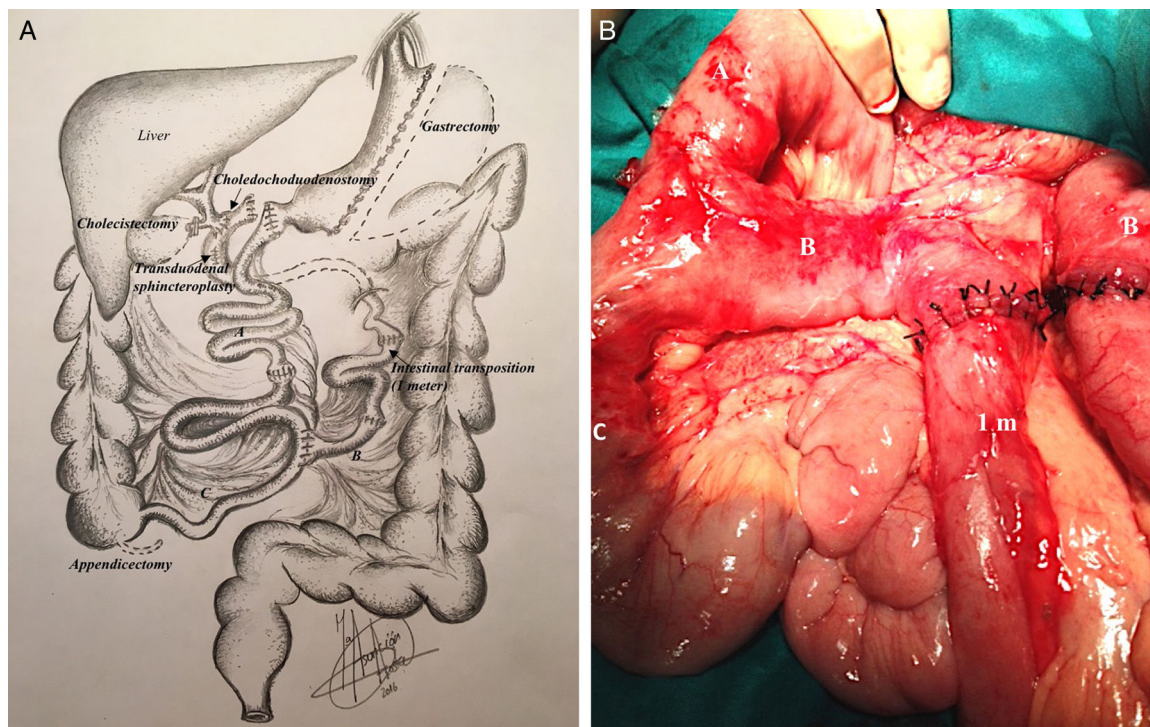 A
Liver
Gastrectomy
Choledochoduodenostomy
Cholecistectomy
Transduodenal
sphincteroplasty
A
Intestinal transposition
(1 meter)
B
C
Appendicectomy
2016
B
A
B
B
C
1 m